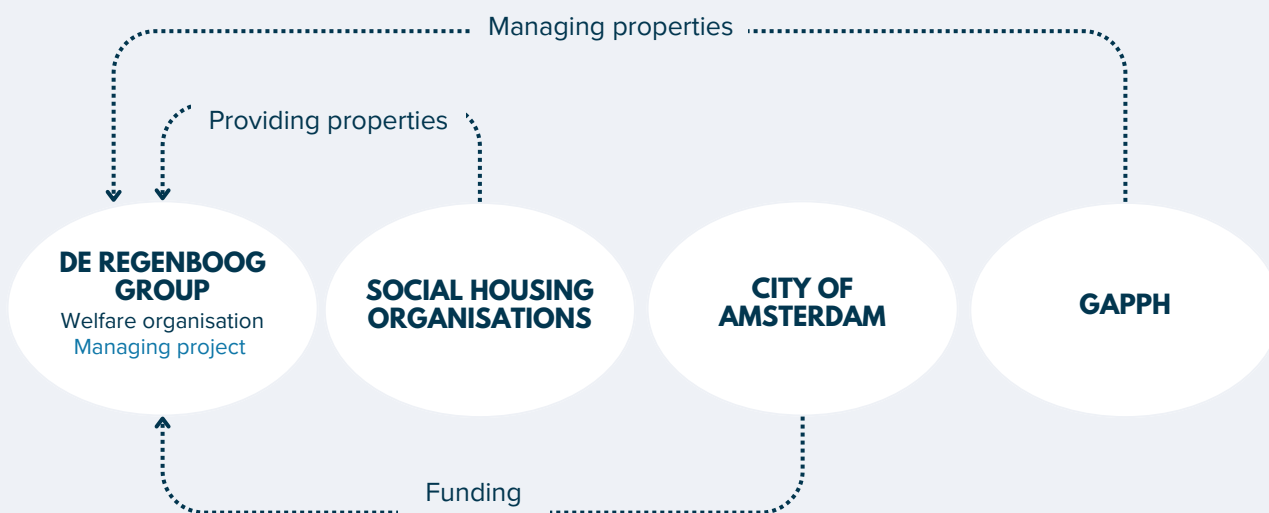 Managing properties
Providing properties
DE REGENBOOG
GROUP
Welfare organisation
Managing project
SOCIAL HOUSING
ORGANISATIONS
CITY OF
AMSTERDAM
GAPPH
Funding